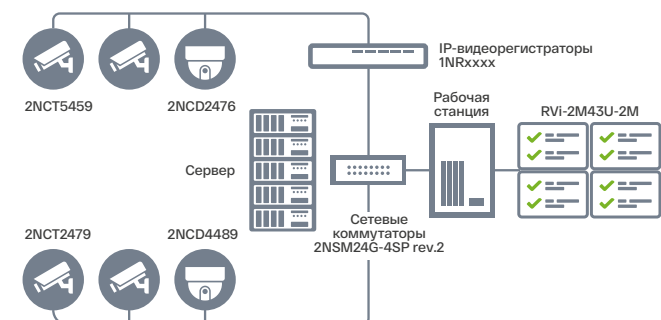 IP-видеорегистраторы
1NRxxxx
2NCT5459
2NCD2476
Рабочая
станция
RVi-2M43U-2M
Сервер
Сетевые
коммутаторы
2NSM24G-4SP rev.2
2NCT2479
2NCD4489